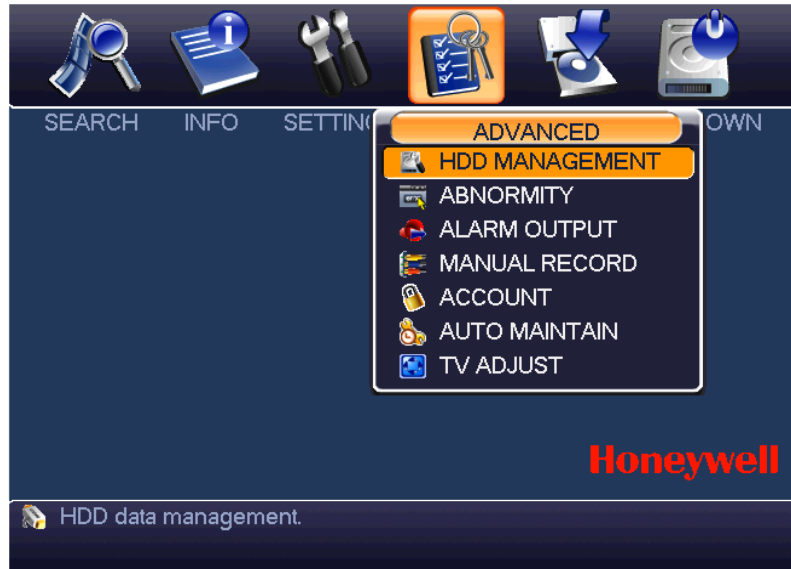 SEARCH INFO SETTIN OWN
ADVANCED
HDD MANAGEMENT
ABNORMITY
ALARM OUTPUT
MANUAL RECORD
ACCOUNT
AUTO MAINTAIN
TV ADJUST
Honeywell
HDD data management.